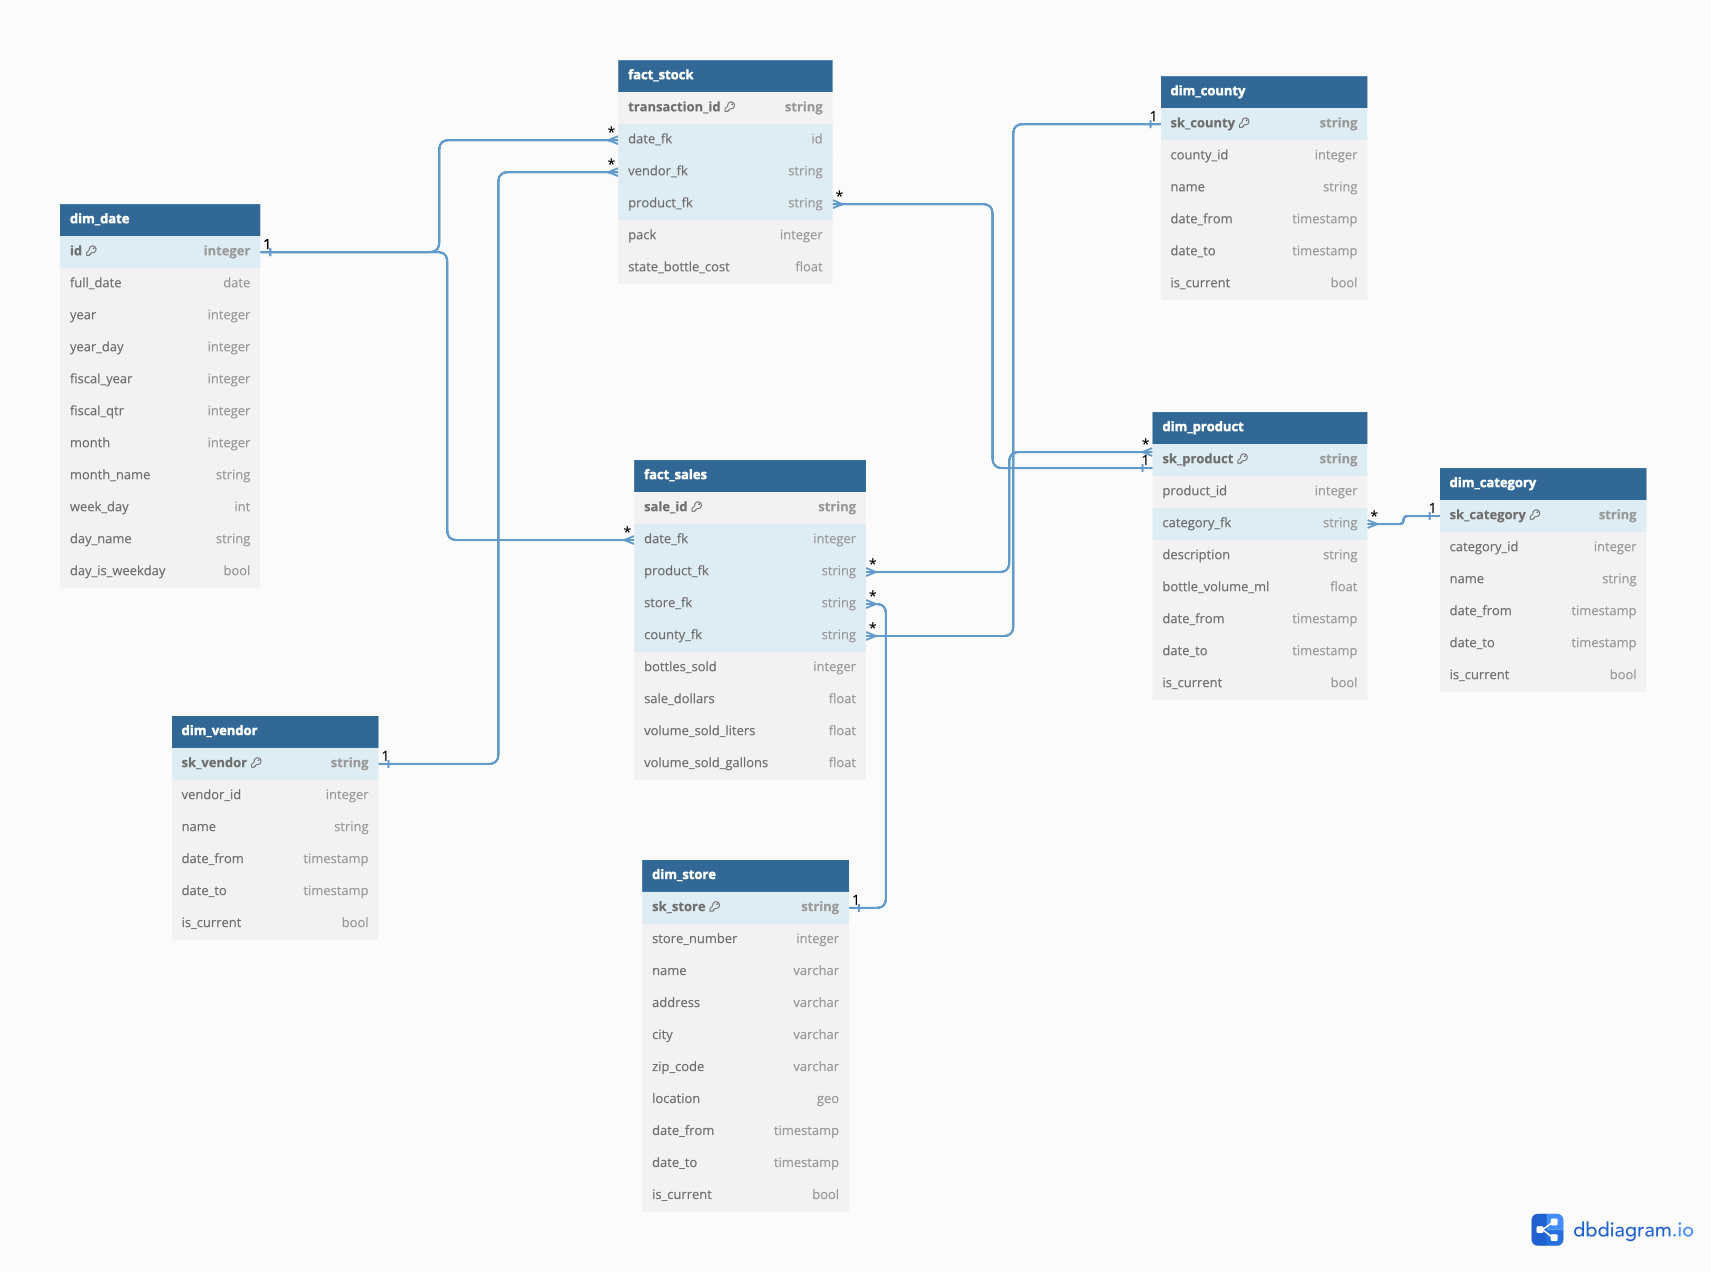 fact_stock
transaction_id string
* date_fk id
* vendor_fk string
product_fk string *
pack integer
state_bottle_cost float
dim_county
1 sk_county string
county_id integer
name string
date_from timestamp
date_to timestamp
is_current bool
dim_date
id integer 1
full_date date
year integer
year_day integer
fiscal_year integer
fiscal_qtr integer
month integer
month_name string
week_day int
day_name string
day_is_weekday bool
fact_sales
sale_id string
* date_fk integer
product_fk string *
store_fk string *
county_fk string *
bottles_sold integer
sale_dollars float
volume_sold_liters float
volume_sold_gallons float
dim_product
*
1 sk_product string
product_id integer
category_fk string *
description string
bottle_volume_ml float
date_from timestamp
date_to timestamp
is_current bool
dim_category
1 sk_category string
category_id integer
name string
date_from timestamp
date_to timestamp
is_current bool
dim_vendor
sk_vendor string 1
vendor_id integer
name string
date_from timestamp
date_to timestamp
is_current bool
dim_store
sk_store string 1
store_number integer
name varchar
address varchar
city varchar
zip_code varchar
location geo
date_from timestamp
date_to timestamp
is_current bool
dbdiagram.io